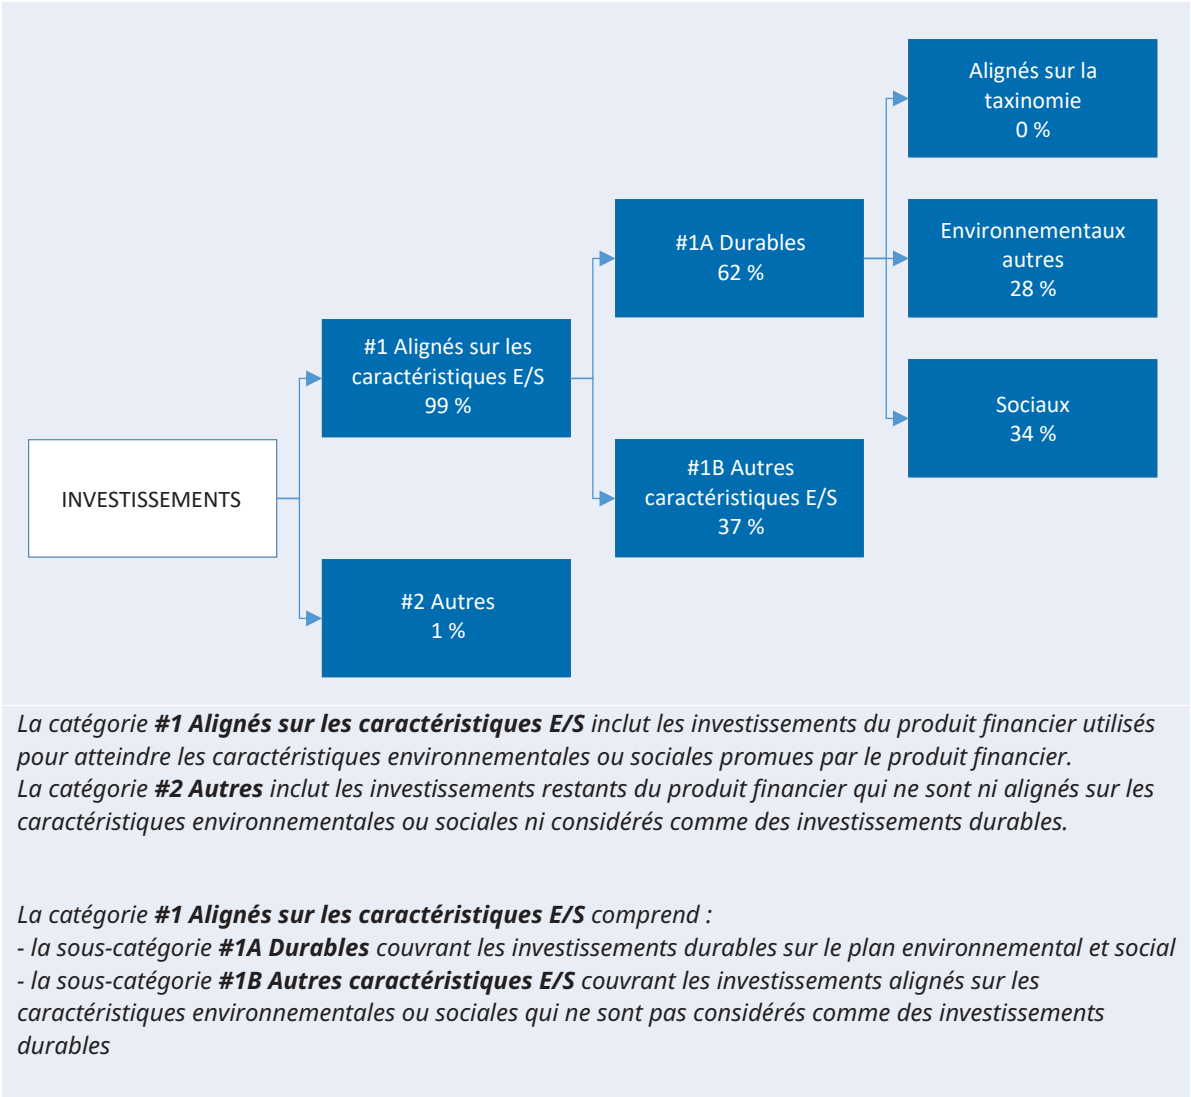 Alignés sur la
taxinomie
0 %
#1A Durables
62 %
Environnementaux
autres
28 %
#1 Alignés sur les
caractéristiques E/S
99 %
Sociaux
34 %
INVESTISSEMENTS
#1B Autres
caractéristiques E/S
37 %
#2 Autres
1 %
La catégorie #1 Alignés sur les caractéristiques E/S inclut les investissements du produit financier utilisés
pour atteindre les caractéristiques environnementales ou sociales promues par le produit financier.
La catégorie #2 Autres inclut les investissements restants du produit financier qui ne sont ni alignés sur les
caractéristiques environnementales ou sociales ni considérés comme des investissements durables.
La catégorie #1 Alignés sur les caractéristiques E/S comprend :
- la sous-catégorie #1A Durables couvrant les investissements durables sur le plan environnemental et social
- la sous-catégorie #1B Autres caractéristiques E/S couvrant les investissements alignés sur les
caractéristiques environnementales ou sociales qui ne sont pas considérés comme des investissements
durables